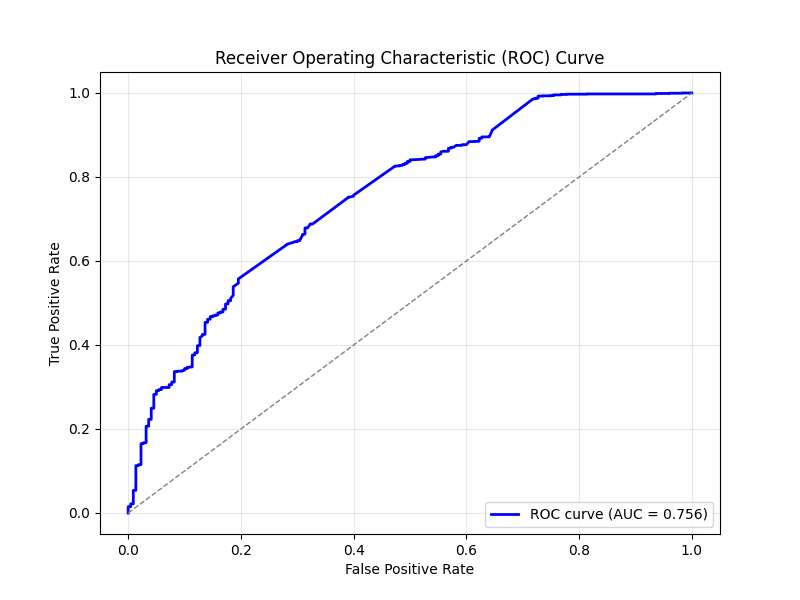 Receiver Operating Characteristic (ROC) Curve
True Positive Rate
1.0
0.8
0.6
0.4
0.2
0.0
0.0 0.2 0.4 0.6 0.8 1.0
False Positive Rate
ROC curve (AUC = 0.756)